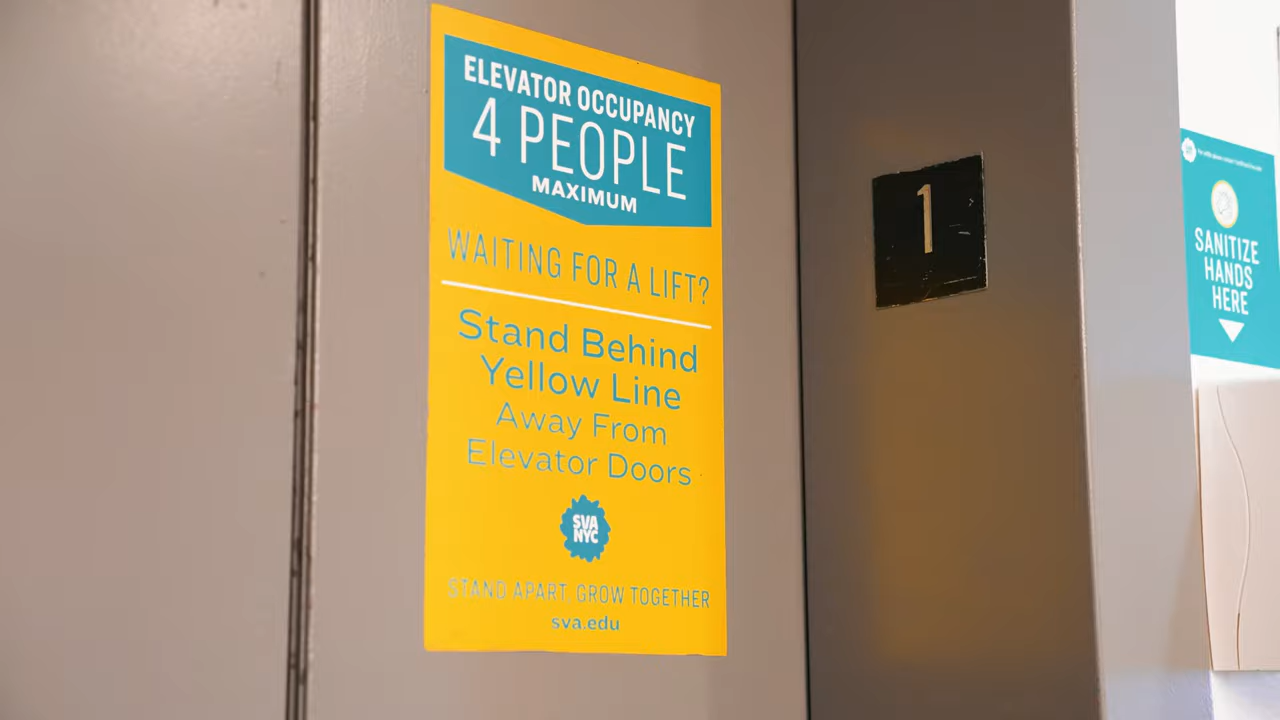 ELEVATOR OCCUPANCY
4 PEOPLE
MAXIMUM
WAITING FOR A LIFT?
Stand Behind
Yellow Line
Away From
Elevator Doors
SVA
NYC
STAND APART. GROW TOGETHER
sva.edu
1
SANITIZE
HANDS
HERE